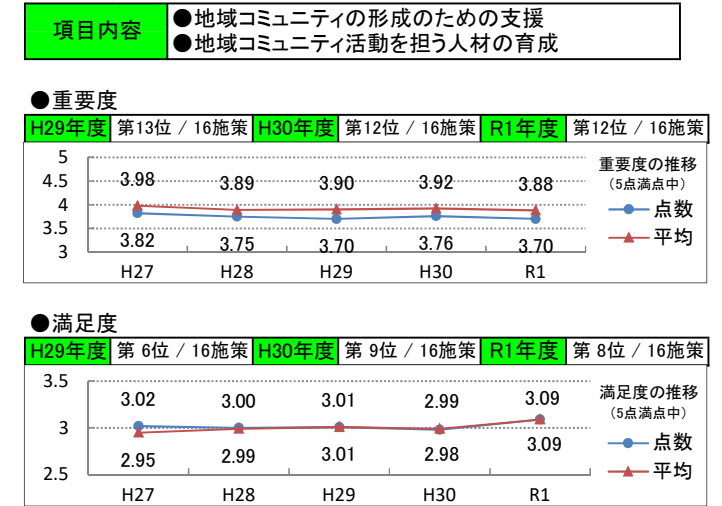 項目内容
●地域コミュニティの形成のための支援
●地域コミュニティ活動を担う人材の育成
●重要度
H29年度 第13位 / 16施策 H30年度 第12位 / 16施策 R1年度 第12位 / 16施策
重要度の推移
(5点満点中)
点数
平均
5
4.5
4
3.5
3
3.98 3.89 3.90 3.92 3.88
3.82 3.75 3.70 3.76 3.70
H27 H28 H29 H30 R1
●満足度
H29年度 第 6位 / 16施策 H30年度 第 9位 / 16施策 R1年度 第 8位 / 16施策
満足度の推移
(5点満点中)
点数
平均
3.5
3
2.5
3.02 3.00 3.01 2.99 3.09
2.95 2.99 3.01 2.98 3.09
H27 H28 H29 H30 R1